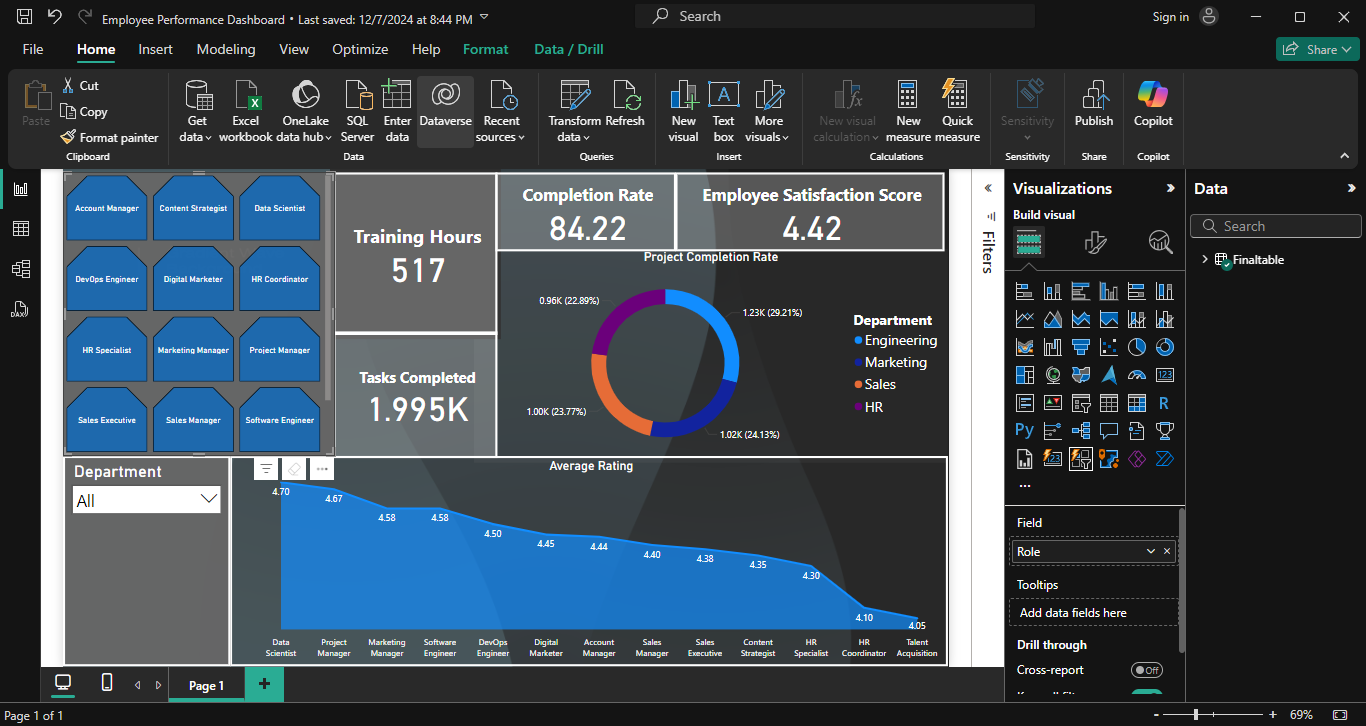 Employee Performance Dashboard • Last saved: 12/7/2024 at 8:44 PM
Search
Sign in
File Home Insert Modeling View Optimize Help Format Data / Drill
Share
Paste
Cut
Copy
Format painter
Clipboard
Get data
Excel workbook
OneLake data hub
SQL Server
Enter data
Dataverse
Recent sources
Data
Transform data
Refresh
Queries
New visual
Text box
More visuals
Insert
New visual calculation
New measure
Quick measure
Calculations
Sensitivity
Sensitivity
Publish
Share
Copilot
Copilot
Account Manager
Content Strategist
Data Scientist
DevOps Engineer
Digital Marketer
HR Coordinator
HR Specialist
Marketing Manager
Project Manager
Sales Executive
Sales Manager
Software Engineer
Training Hours
517
Tasks Completed
1.995K
Completion Rate
84.22
Employee Satisfaction Score
4.42
Project Completion Rate
0.96K (22.89%)
1.23K (29.21%)
1.00K (23.77%)
1.02K (24.13%)
Department
Engineering
Marketing
Sales
HR
Department
All
Average Rating
4.70
4.67
4.58
4.58
4.50
4.45
4.44
4.40
4.38
4.35
4.30
4.10
4.05
Data Scientist
Project Manager
Marketing Manager
Software Engineer
DevOps Engineer
Digital Marketer
Account Manager
Sales Manager
Sales Executive
Content Strategist
HR Specialist
HR Coordinator
Talent Acquisition
Filters
Visualizations
Build visual
123
R
Py
123
Field
Role
Tooltips
Add data fields here
Drill through
Cross-report
Off
Data
Search
Finaltable
DAX
Page 1
Page 1 of 1
69%